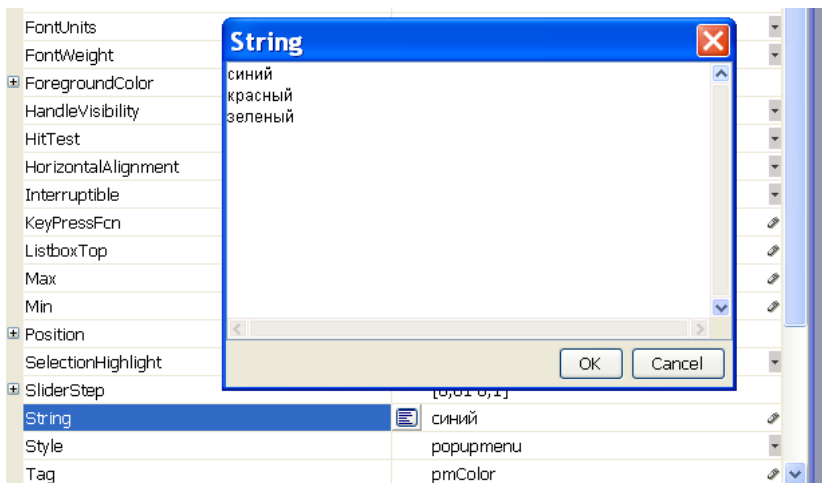 FontUnits
FontWeight
ForegroundColor
HandleVisibility
HitTest
HorizontalAlignment
Interruptible
KeyPressFcn
ListboxTop
Max
Min
Position
SelectionHighlight
SliderStep
String синий
Style popupmenu
Tag pmColor
String
синий
красный
зеленый
OK Cancel